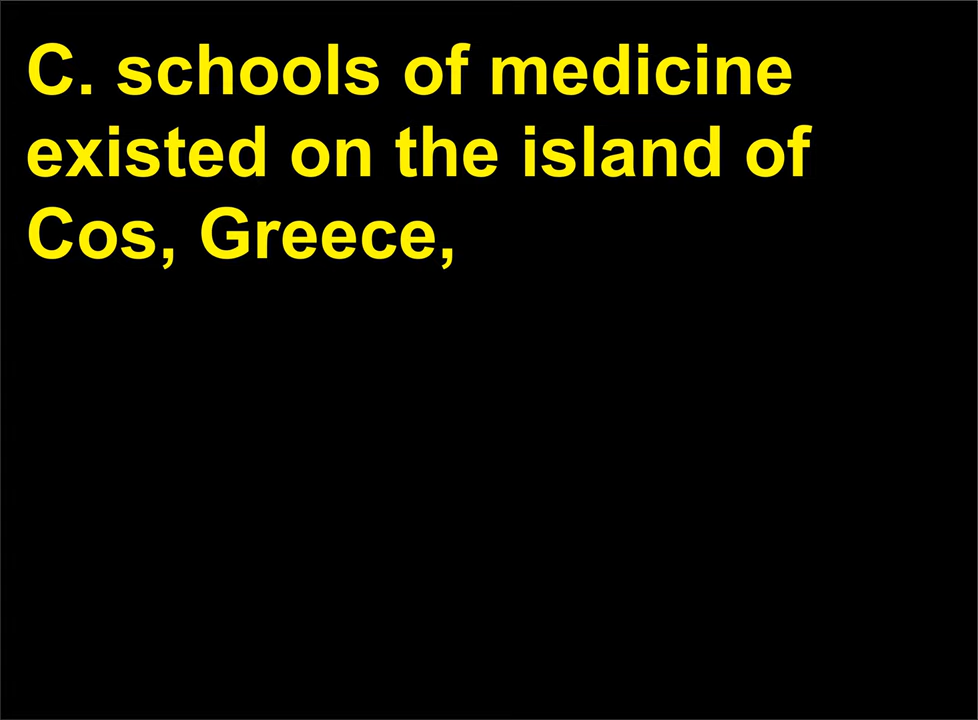 C. schools of medicine
existed on the island of
Cos, Greece,